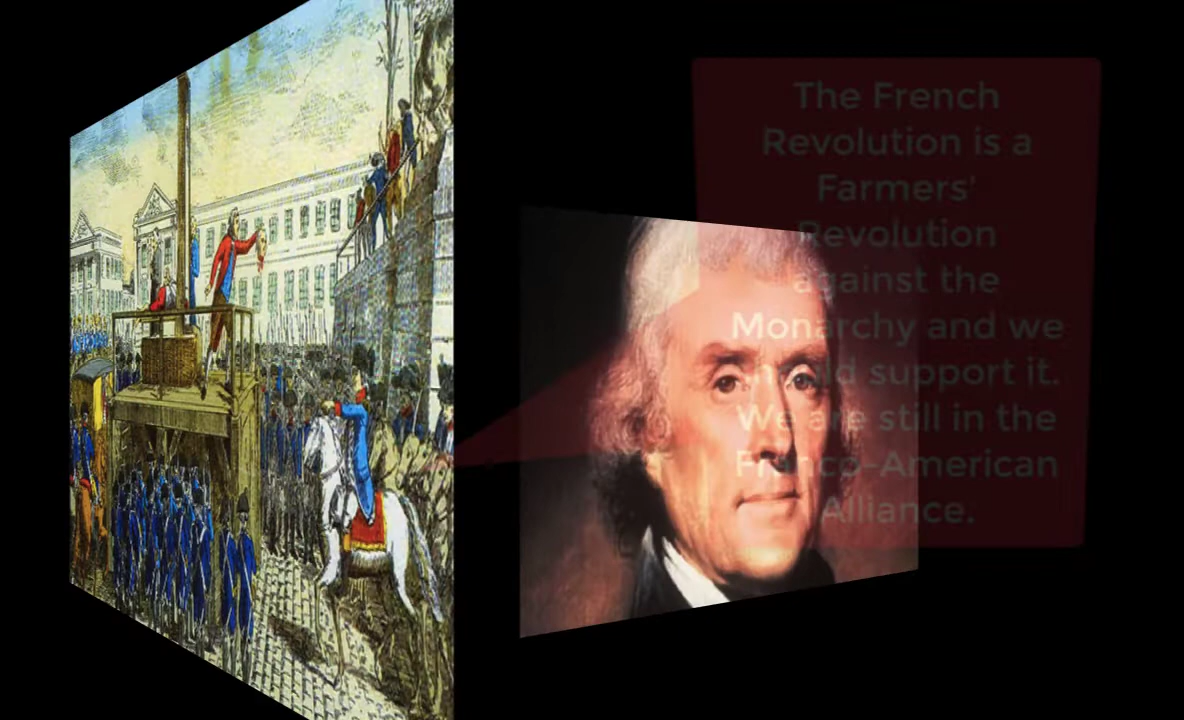 The French
Revolution is a
Farmers'
Revolution
against the
Monarchy and we
support it.
We are still in the
Franco-American
Alliance.